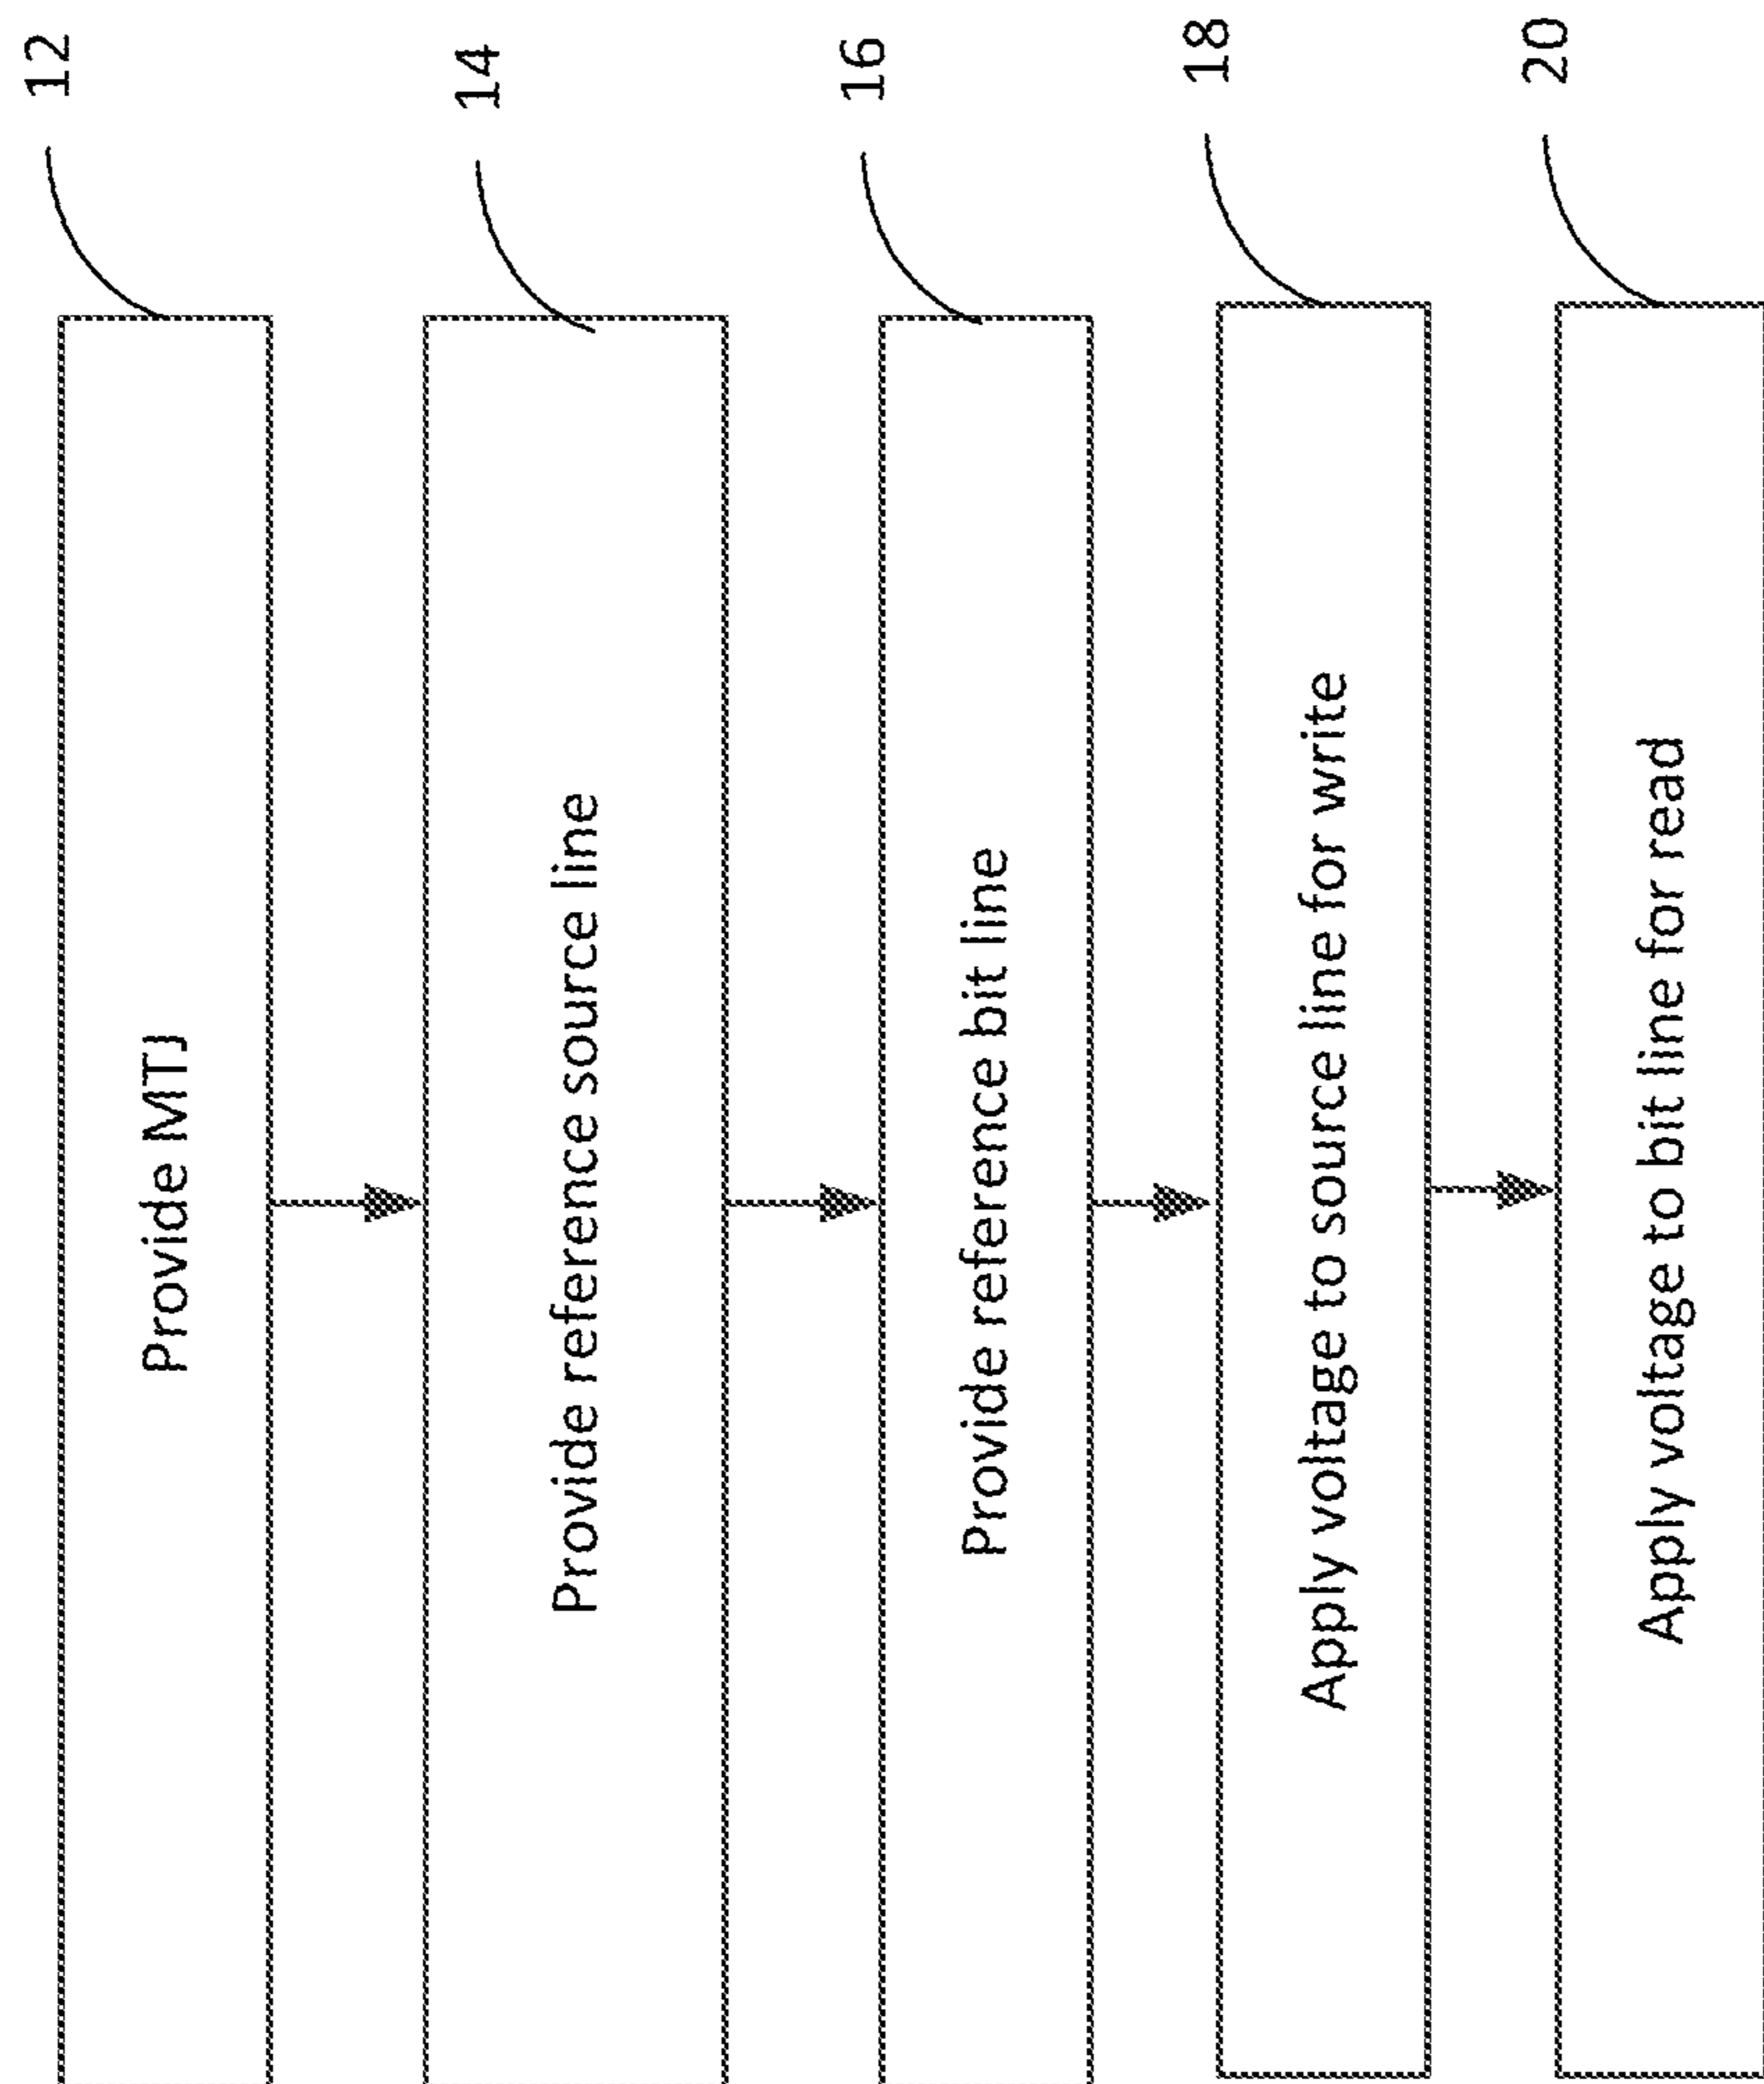 Provide MTJ
12
Provide reference source line
14
Provide reference bit line
16
Apply voltage to source line for write
18
Apply voltage to bit line for read
20